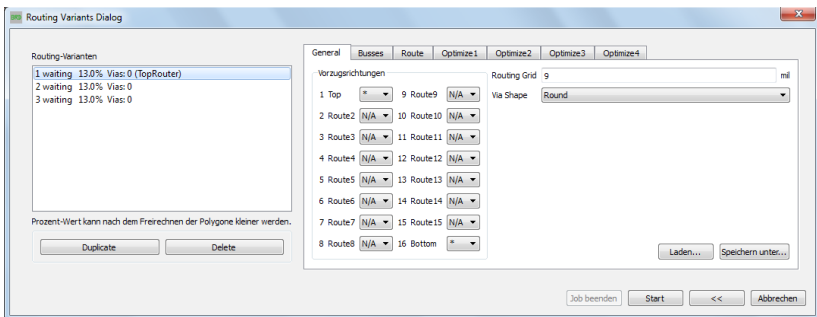 Routing Variants Dialog
Routing-Varianten
1 waiting 13.0% Vias: 0 (TopRouter)
2 waiting 13.0% Vias: 0
3 waiting 13.0% Vias: 0
Prozent-Wert kann nach dem Freirechnen der Polygone kleiner werden.
Duplicate Delete
General Busses Route Optimize1 Optimize2 Optimize3 Optimize4
Vorzugsrichtungen
1 Top * 9 Route9 N/A
2 Route2 N/A 10 Route10 N/A
3 Route3 N/A 11 Route11 N/A
4 Route4 N/A 12 Route12 N/A
5 Route5 N/A 13 Route13 N/A
6 Route6 N/A 14 Route14 N/A
7 Route7 N/A 15 Route15 N/A
8 Route8 N/A 16 Bottom *
Routing Grid 9 mil
Via Shape Round
Laden... Speichern unter...
Job beenden Start << Abbrechen